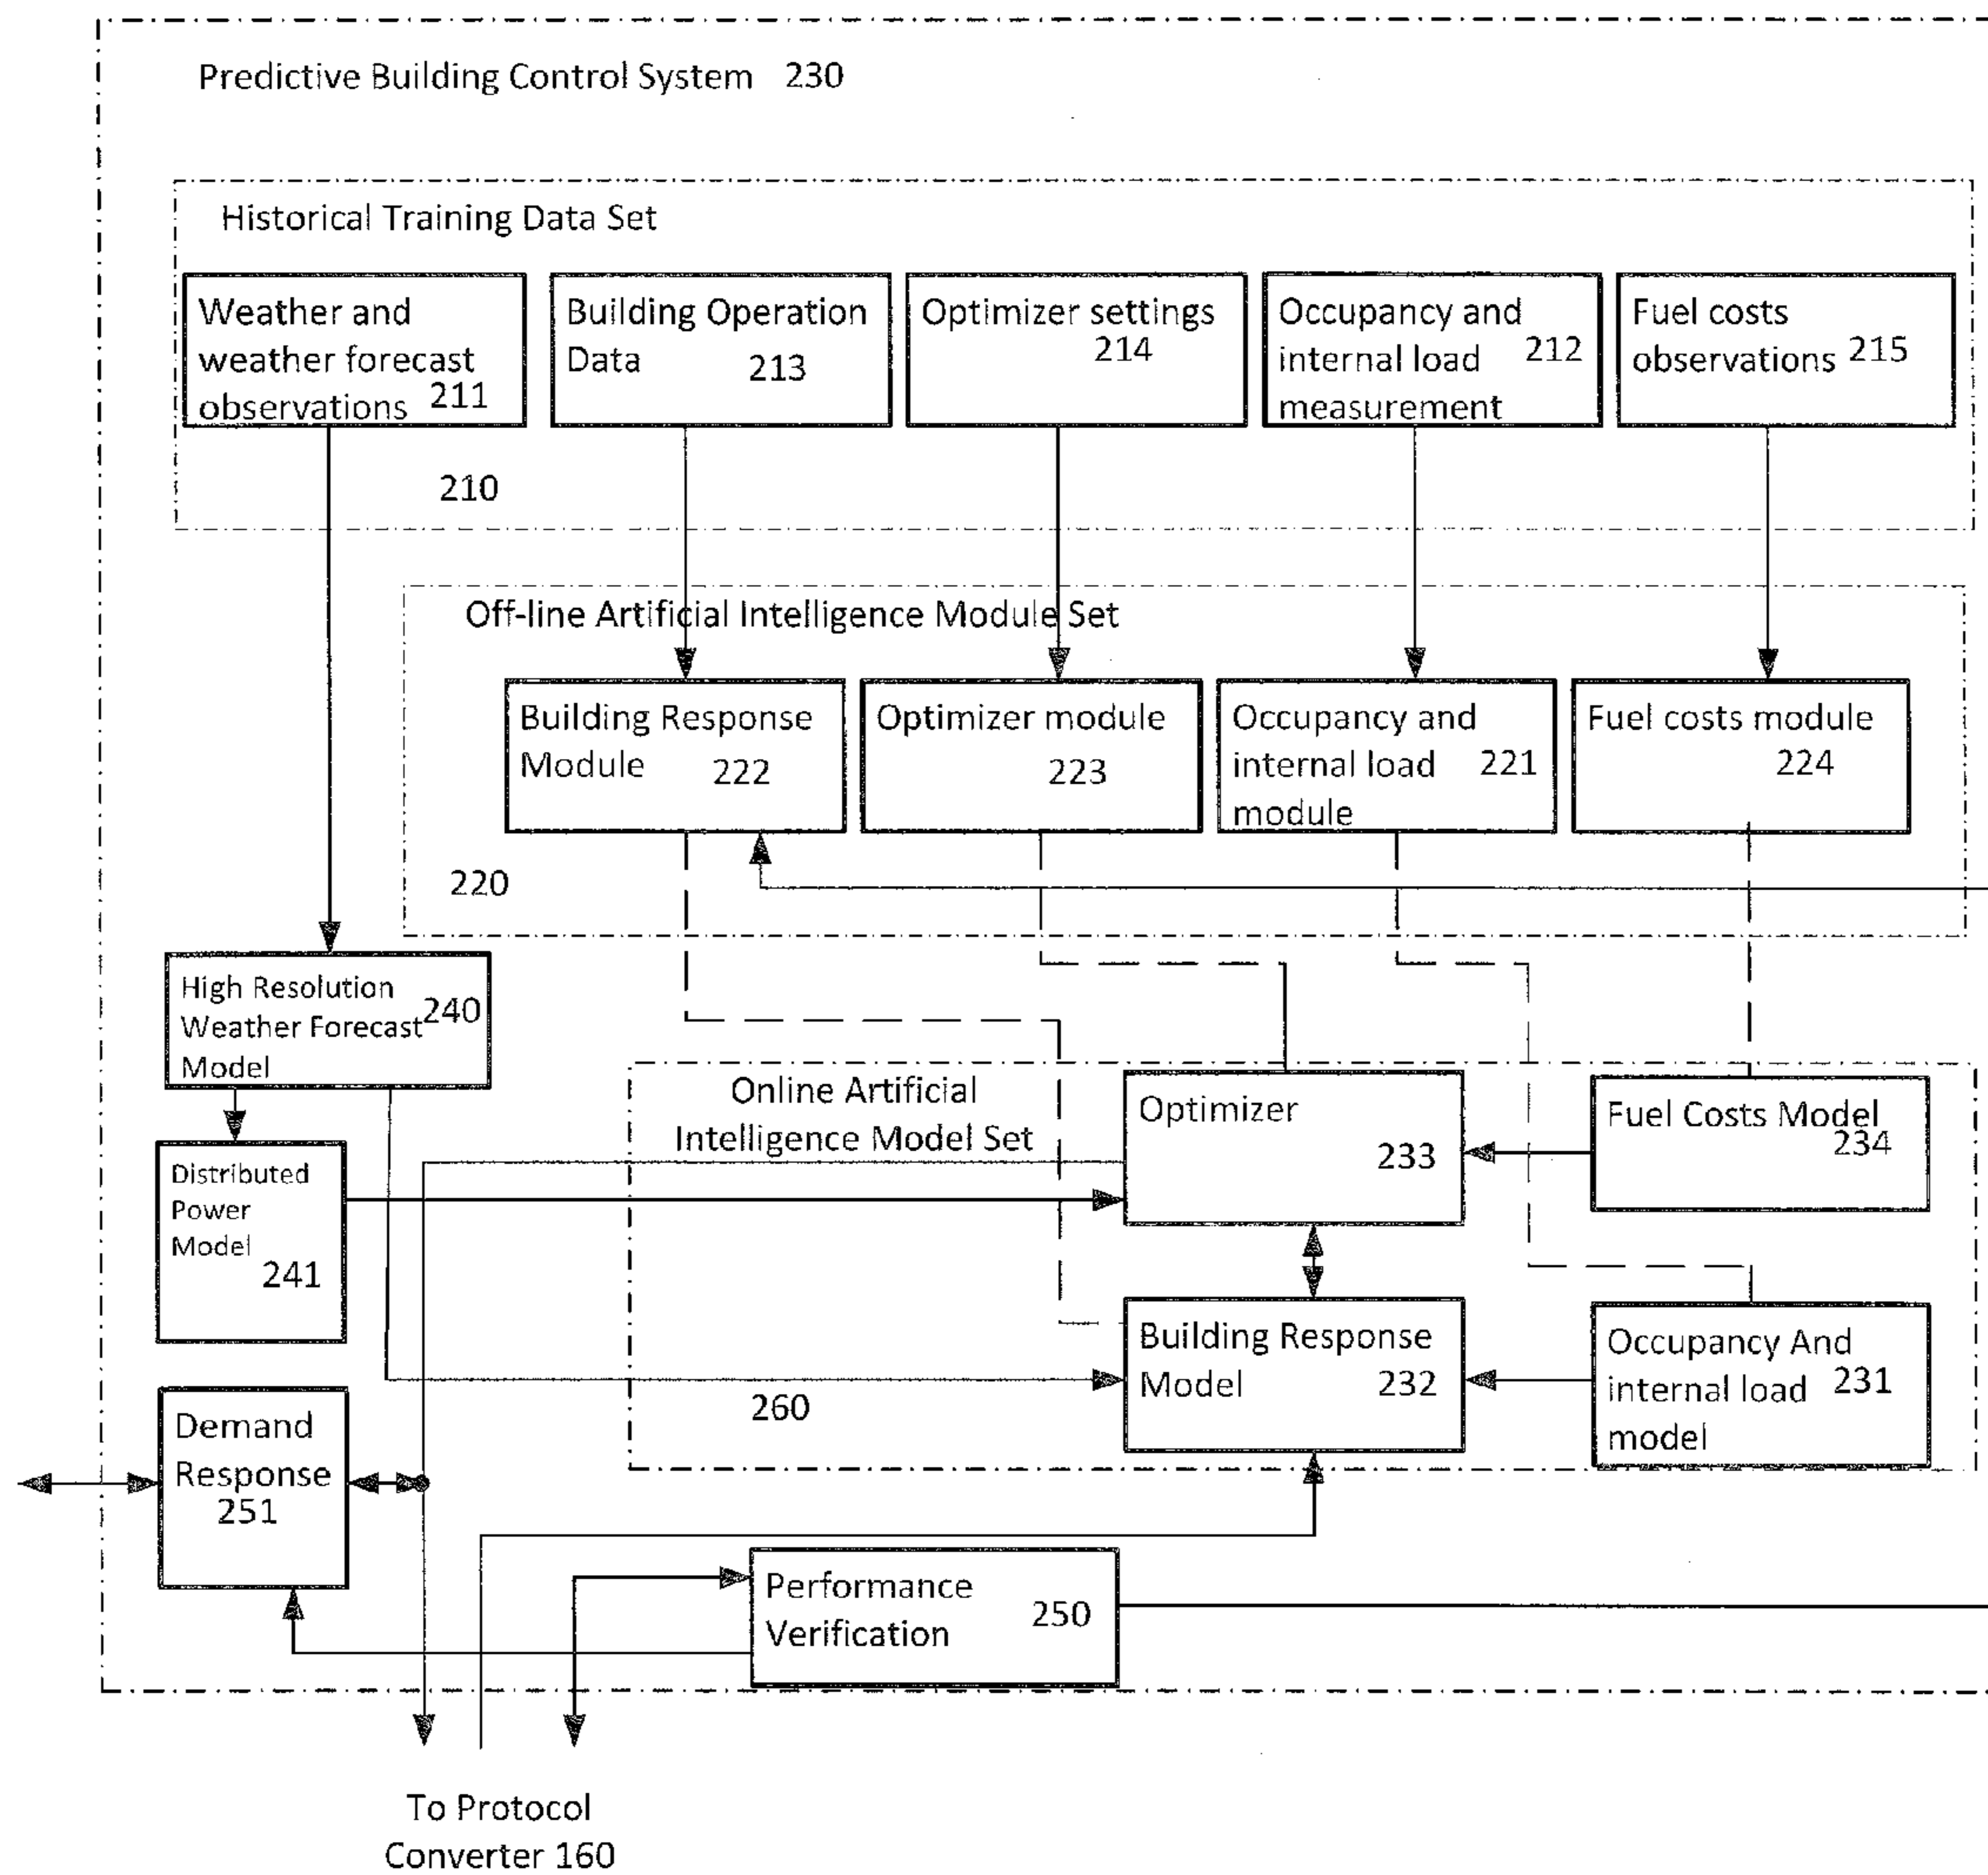 Predictive Building Control System 230
Historical Training Data Set
Weather and
weather forecast
observations 211
Building Operation
Data 213
Optimizer settings
214
Occupancy and
internal load 212
measurement
Fuel costs
observations 215
210
Off-line Artificial Intelligence Module Set
Building Response
Module 222
Optimizer module
223
Occupancy and
internal load 221
module
Fuel costs module
224
220
High Resolution
Weather Forecast 240
Model
Online Artificial
Intelligence Model Set
Optimizer
233
Fuel Costs Model
234
Distributed
Power
Model
241
Building Response
Model 232
Occupancy And
internal load 231
model
260
Demand
Response
251
Performance
Verification 250
To Protocol
Converter 160